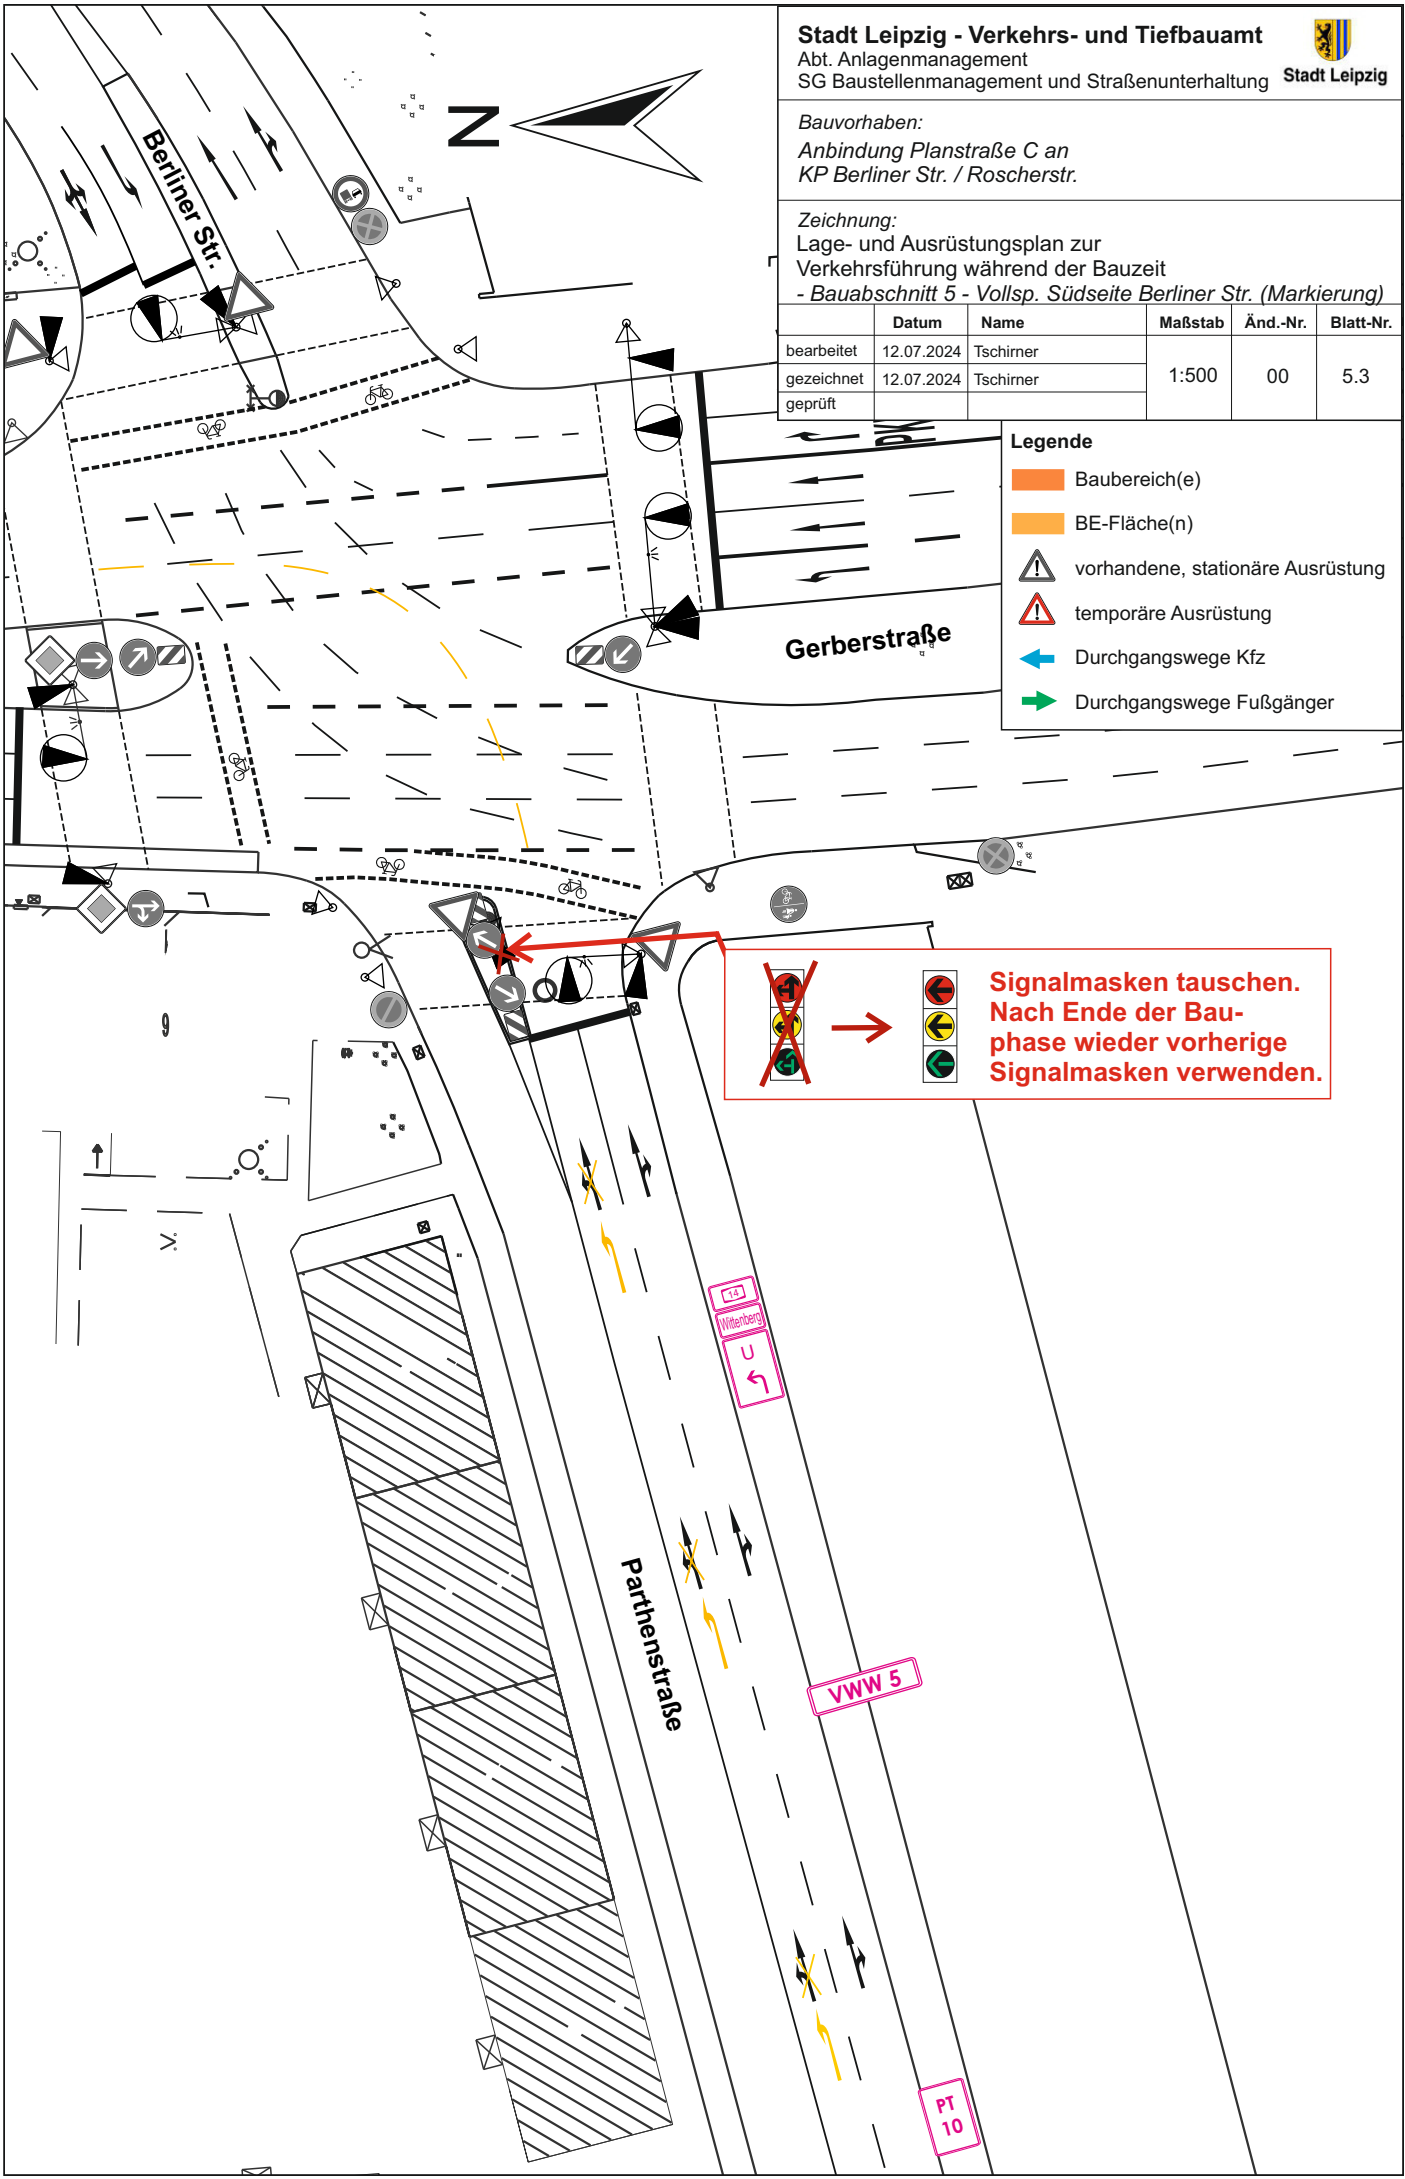 Stadt Leipzig - Verkehrs- und Tiefbauamt
Abt. Anlagenmanagement
SG Baustellenmanagement und Straßenunterhaltung
Stadt Leipzig
Bauvorhaben:
Anbindung Planstraße C an
KP Berliner Str. / Roscherstr.
Zeichnung:
Lage- und Ausrüstungsplan zur
Verkehrsführung während der Bauzeit
- Bauabschnitt 5 - Vollsp. Südseite Berliner Str. (Markierung)
Datum Name Maßstab Änd.-Nr. Blatt-Nr.
bearbeitet 12.07.2024 Tschirner
gezeichnet 12.07.2024 Tschirner
1:500 00 5.3
geprüft
Legende
Baubereich(e)
BE-Fläche(n)
vorhandene, stationäre Ausrüstung
temporäre Ausrüstung
Durchgangswege Kfz
Durchgangswege Fußgänger
N
Berliner Str.
Gerberstraße
Signalmasken tauschen.
Nach Ende der Bau-
phase wieder vorherige
Signalmasken verwenden.
9
14
Wittenberg
U
Parthenstraße
VWW 5
PT
10